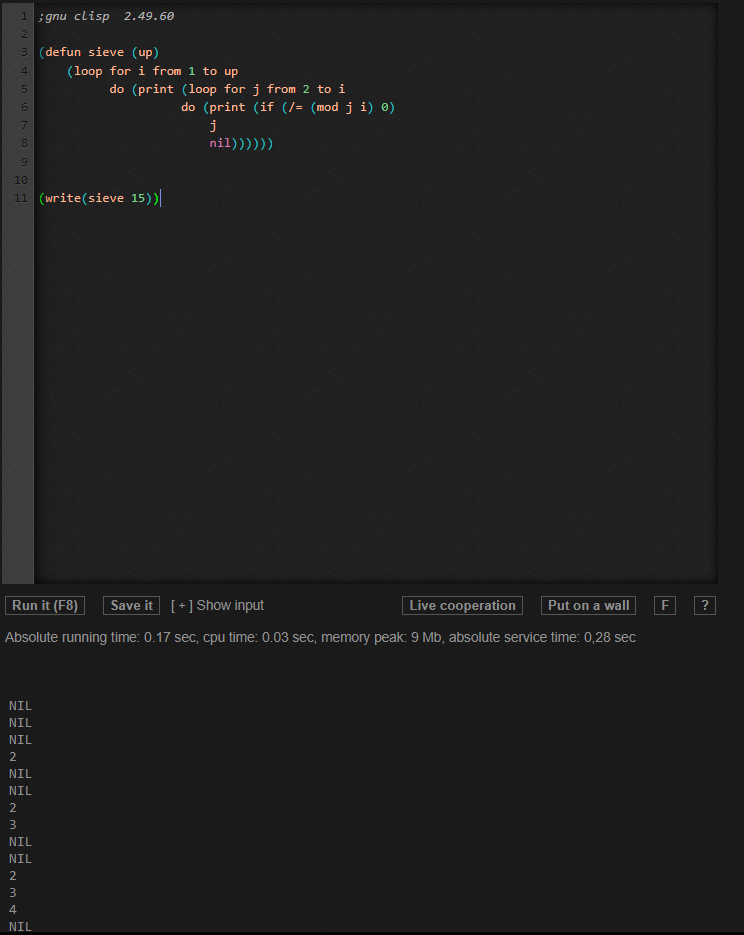 1 ;gnu clisp  2.49.60
2
3 (defun sieve (up)
4     (loop for i from 1 to up
5           do (print (loop for j from 2 to i
6                     do (print (if (/= (mod j i) 0)
7                         j
8                         nil))))))
9
10
11 (write(sieve 15))
Run it (F8) Save it [ + ] Show input Live cooperation Put on a wall F ?
Absolute running time: 0.17 sec, cpu time: 0.03 sec, memory peak: 9 Mb, absolute service time: 0,28 sec
NIL
NIL
NIL
2
NIL
NIL
2
3
NIL
NIL
2
3
4
NIL